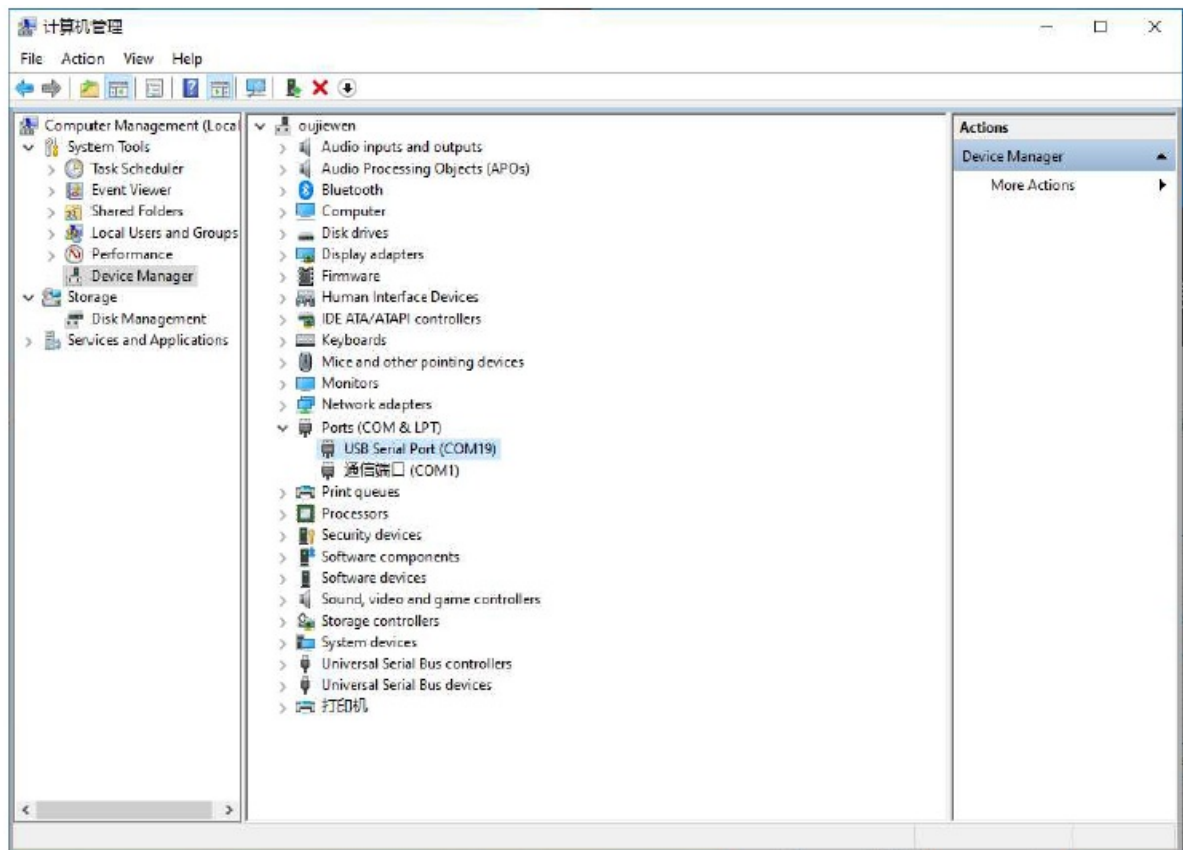 计算机管理
File Action View Help
Computer Management (Local
System Tools
Task Scheduler
Event Viewer
Shared Folders
Local Users and Groups
Performance
Device Manager
Storage
Disk Management
Services and Applications
oujiewen
Audio inputs and outputs
Audio Processing Objects (APOs)
Bluetooth
Computer
Disk drives
Display adapters
Firmware
Human Interface Devices
IDE ATA/ATAPI controllers
Keyboards
Mice and other pointing devices
Monitors
Network adapters
Ports (COM & LPT)
USB Serial Port (COM19)
通信端口 (COM1)
Print queues
Processors
Security devices
Software components
Software devices
Sound, video and game controllers
Storage controllers
System devices
Universal Serial Bus controllers
Universal Serial Bus devices
打印机
Actions
Device Manager
More Actions